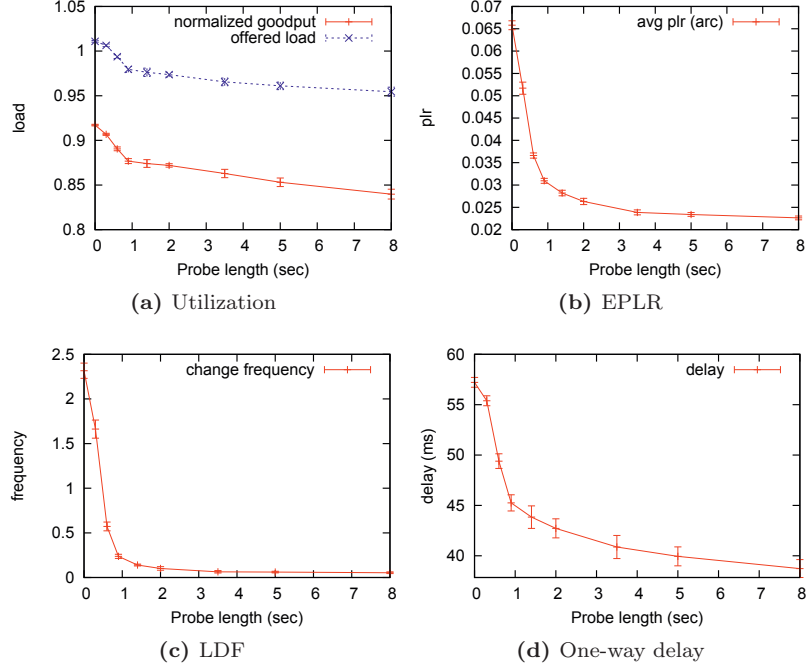 normalized goodput
offered load
1.05
1
0.95
0.9
0.85
0.8
load
0 1 2 3 4 5 6 7 8
Probe length (sec)
(a) Utilization
avg plr (arc)
0.07
0.065
0.06
0.055
0.05
0.045
0.04
0.035
0.03
0.025
0.02
plr
0 1 2 3 4 5 6 7 8
Probe length (sec)
(b) EPLR
change frequency
2.5
2
1.5
1
0.5
0
frequency
0 1 2 3 4 5 6 7 8
Probe length (sec)
(c) LDF
delay
60
55
50
45
40
delay (ms)
0 1 2 3 4 5 6 7 8
Probe length (sec)
(d) One-way delay